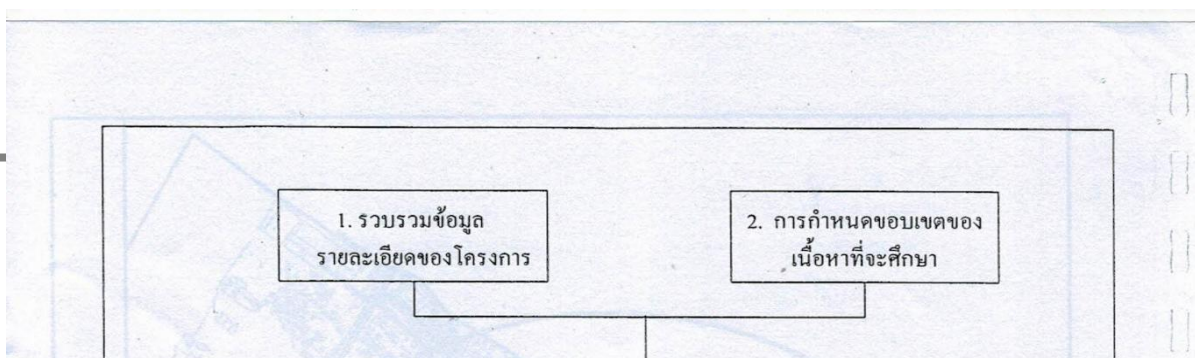 1. รวบรวมข้อมูล
รายละเอียดของโครงการ
2. การกำหนดขอบเขตของ
เนื้อหาที่จะศึกษา